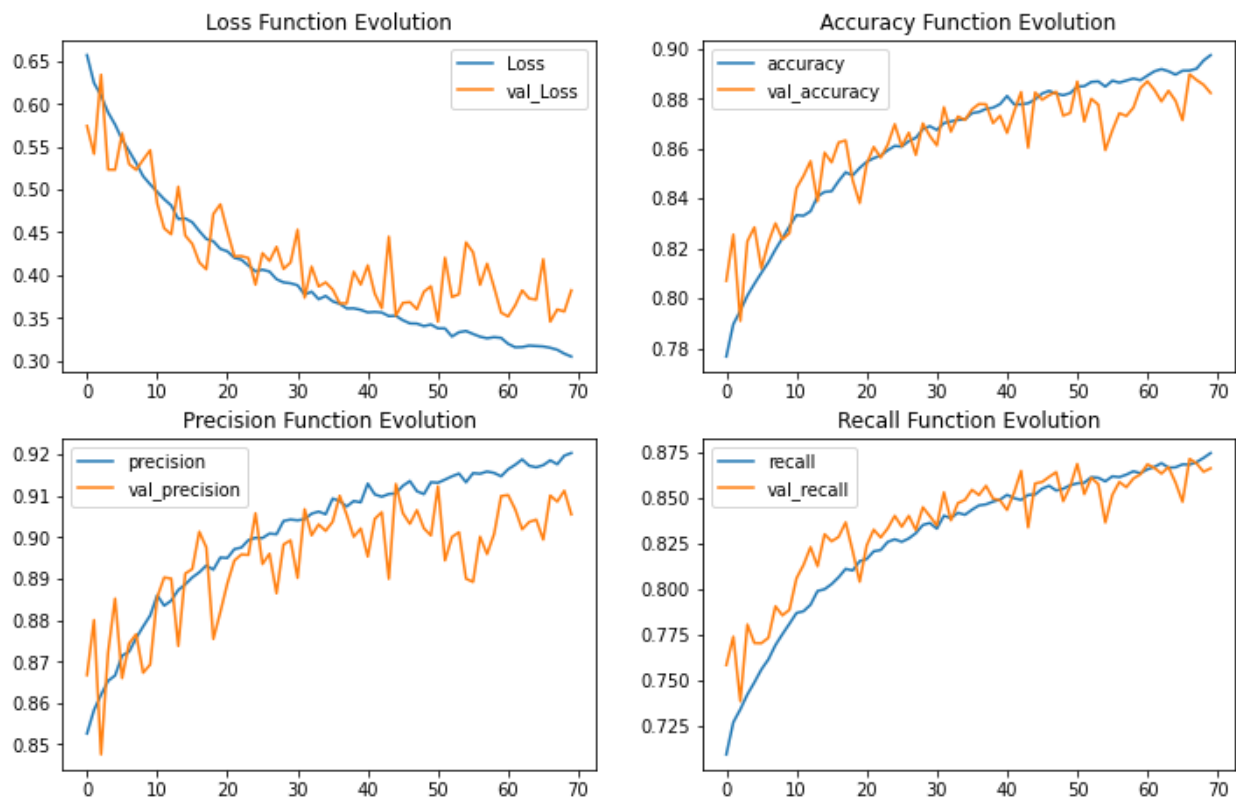 Loss Function Evolution
Loss
val_Loss
0.65
0.60
0.55
0.50
0.45
0.40
0.35
0.30
0 10 20 30 40 50 60 70
Accuracy Function Evolution
accuracy
val_accuracy
0.90
0.88
0.86
0.84
0.82
0.80
0.78
0 10 20 30 40 50 60 70
Precision Function Evolution
precision
val_precision
0.92
0.91
0.90
0.89
0.88
0.87
0.86
0.85
0 10 20 30 40 50 60 70
Recall Function Evolution
recall
val_recall
0.875
0.850
0.825
0.800
0.775
0.750
0.725
0 10 20 30 40 50 60 70